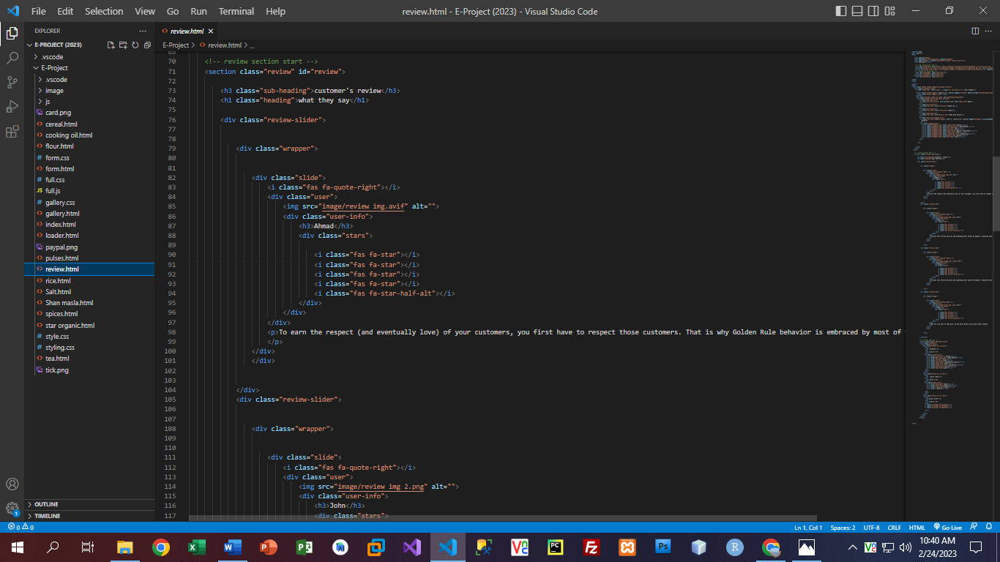 File Edit Selection View Go Run Terminal Help
review.html - E-Project (2023) - Visual Studio Code
EXPLORER
E-PROJECT (2023)
.vscode
E-Project
.vscode
image
js
card.png
cereal.html
cooking oil.html
flour.html
form.css
form.html
full.css
full.js
gallery.css
gallery.html
index.html
loader.html
paypal.png
pulses.html
review.html
rice.html
Salt.html
Shan masla.html
spices.html
star organic.html
style.css
styling.css
tea.html
tick.png
OUTLINE
TIMELINE
review.html
E-Project > review.html > ...
69
70 <!-- review section start -->
71 <section class="review" id="review">
72
73 <h3 class="sub-heading">customer's review</h3>
74 <h1 class="heading">what they say</h1>
75
76 <div class="review-slider">
77
78
79 <div class="wrapper">
80
81
82 <div class="slide">
83 <i class="fas fa-quote-right"></i>
84 <div class="user">
85 <img src="image/review img.avif" alt="">
86 <div class="user-info">
87 <h3>Ahmad</h3>
88 <div class="stars">
89
90 <i class="fas fa-star"></i>
91 <i class="fas fa-star"></i>
92 <i class="fas fa-star"></i>
93 <i class="fas fa-star"></i>
94 <i class="fas fa-star-half-alt"></i>
95 </div>
96 </div>
97 </div>
98 <p>To earn the respect (and eventually love) of your customers, you first have to respect those customers. That is why Golden Rule behavior is embraced by most of
99 </p>
100 </div>
101 </div>
102
103
104 </div>
105 <div class="review-slider">
106
107
108 <div class="wrapper">
109
110
111 <div class="slide">
112 <i class="fas fa-quote-right"></i>
113 <div class="user">
114 <img src="image/review img 2.png" alt="">
115 <div class="user-info">
116 <h3>John</h3>
117 <div class="stars">
0 0
Ln 1, Col 1 Spaces: 2 UTF-8 CRLF HTML Go Live
10:40 AM
2/24/2023